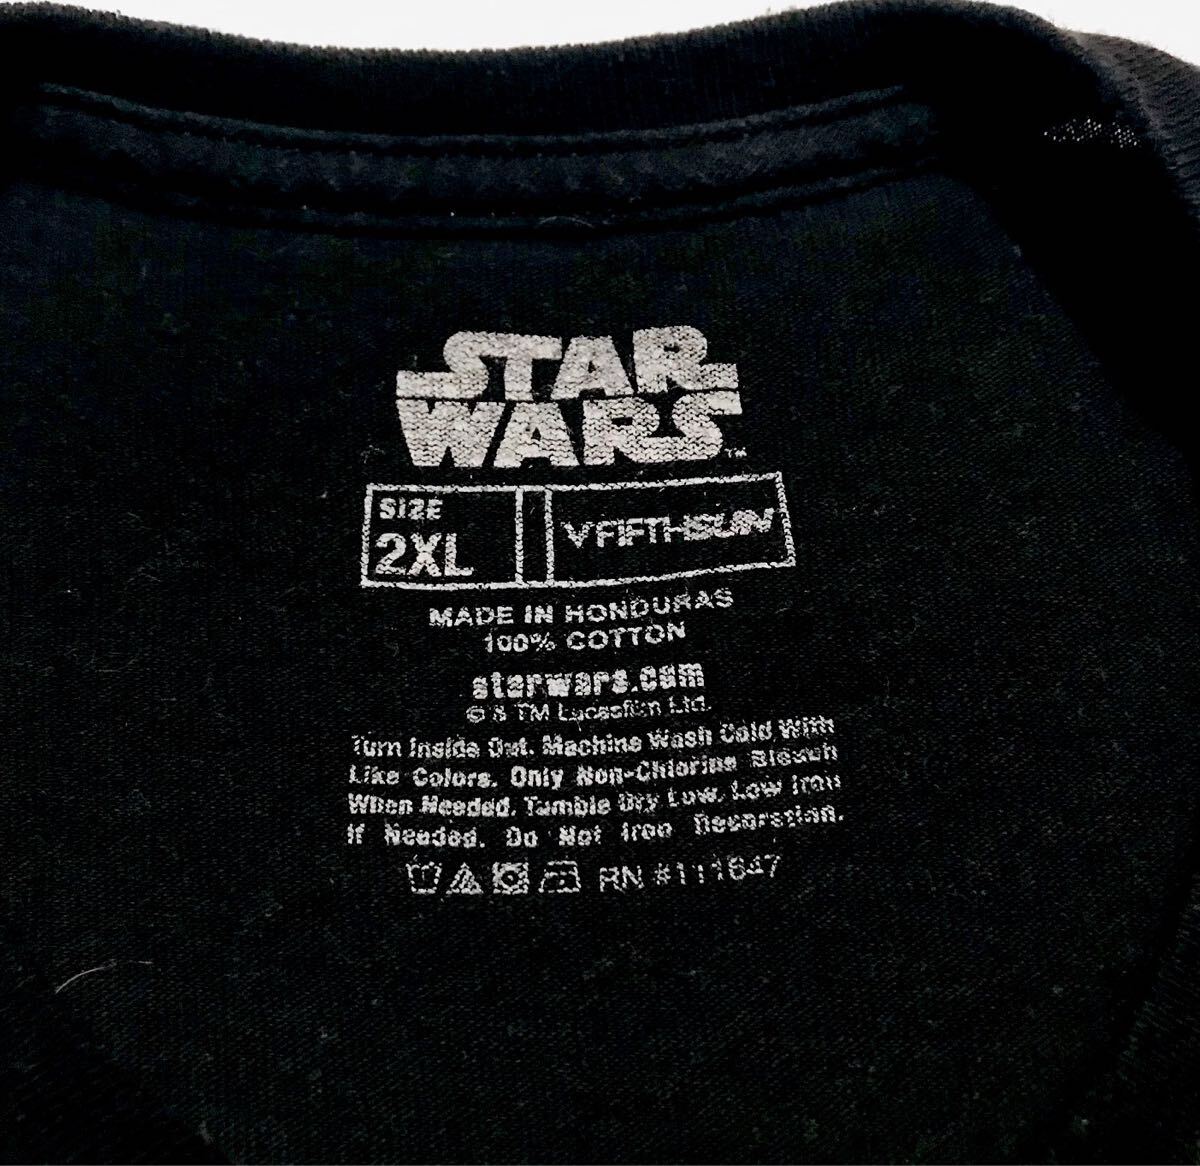 STAR
WARS
TM
SIZE
2XL
VFIFTHSUN
MADE IN HONDURAS
100% COTTON
starwars.com
© & TM Lucasfilm Ltd.
Turn Inside Out. Machine Wash Cold With
Like Colors. Only Non-Chlorine Bleach
When Needed. Tumble Dry Low. Low Iron
If Needed. Do Not Iron Decoration.
RN #111647